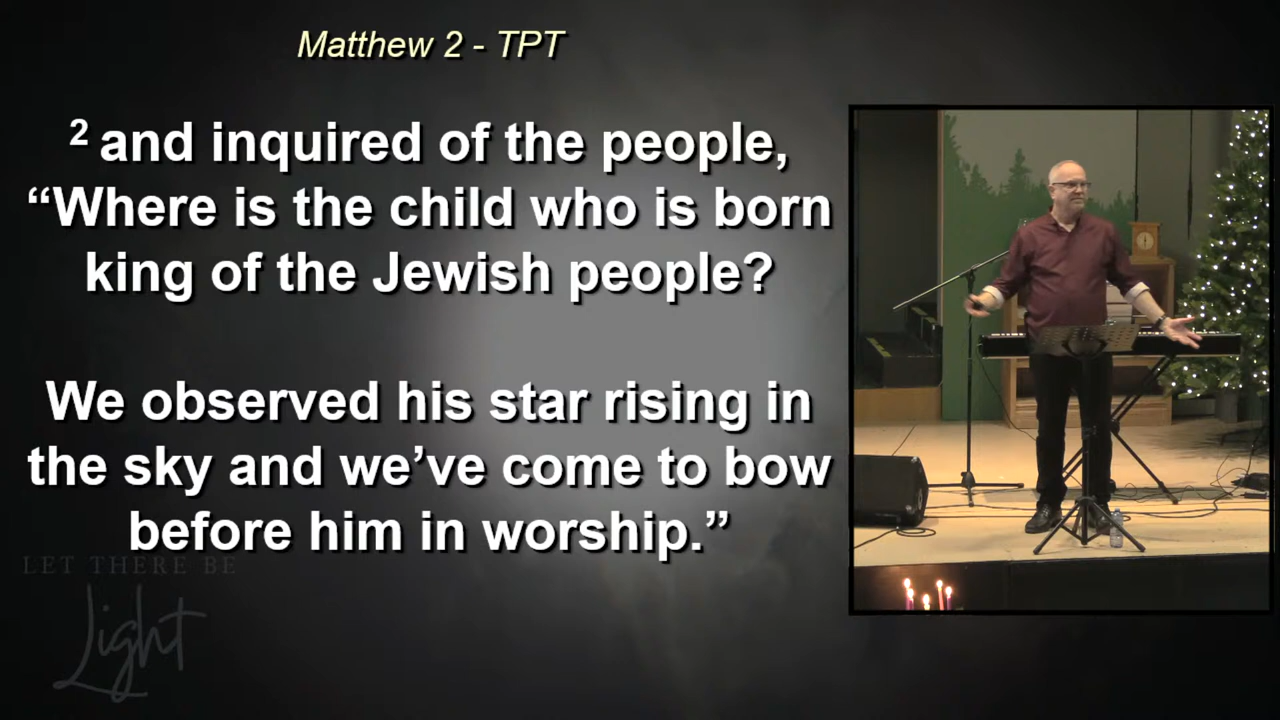 Matthew 2 - TPT
2 and inquired of the people,
“Where is the child who is born
king of the Jewish people?
We observed his star rising in
the sky and we’ve come to bow
before him in worship.”
LET THERE BE
Light